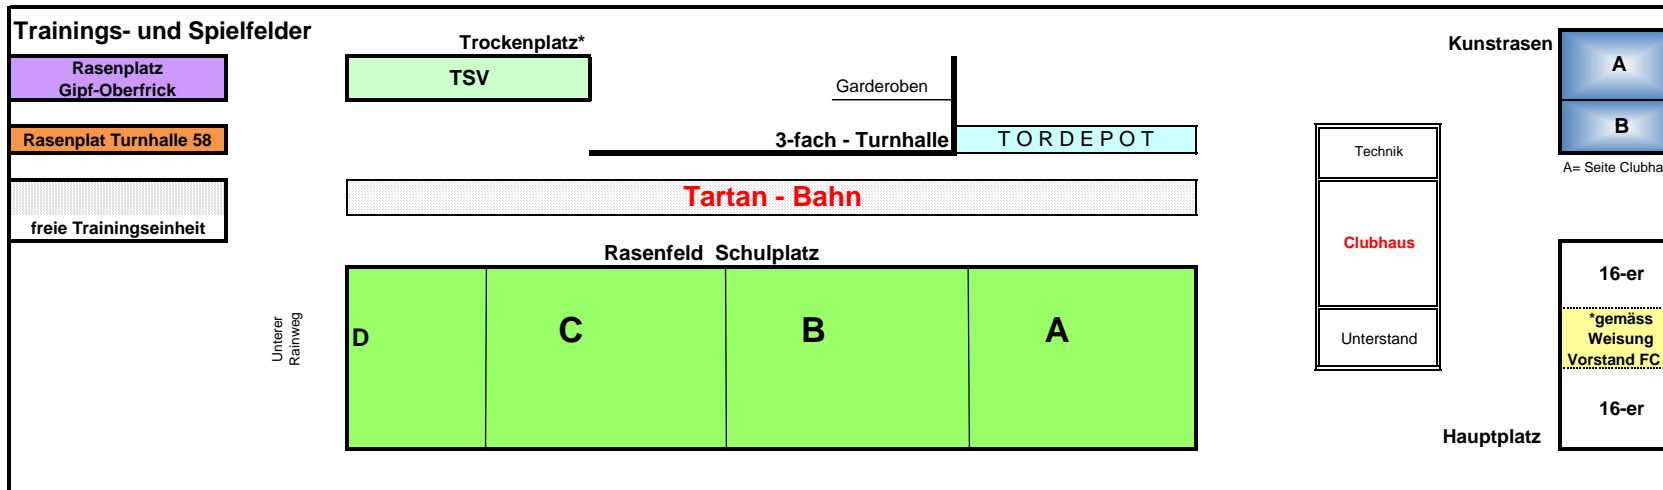 Trainings- und Spielfelder
Trockenplatz*
Kunstrasen
Rasenplatz
Gipf-Oberfrick
TSV
Garderoben
A
Rasenplat Turnhalle 58
3-fach - Turnhalle
TORDEPOT
B
Technik
A= Seite Clubha
Tartan - Bahn
freie Trainingseinheit
Rasenfeld Schulplatz
Clubhaus
16-er
Unterer
Rainweg
D
C
B
A
Unterstand
*gemäss
Weisung
Vorstand FC
16-er
Hauptplatz